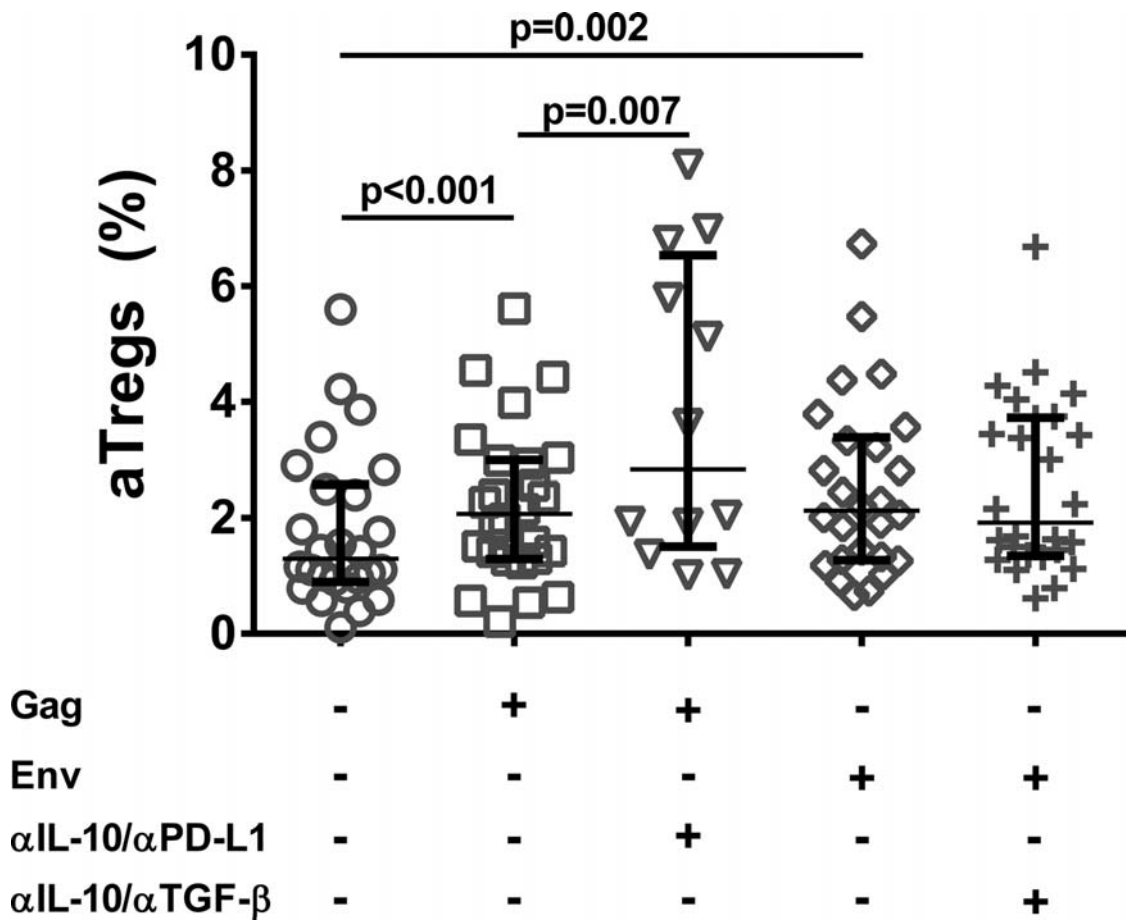 p=0.002
10
p=0.007
8
p<0.001
aTregs (%)
6
4
2
0
Gag - + + - -
Env - - - + +
αIL-10/αPD-L1 - - + - -
αIL-10/αTGF-β - - - - +